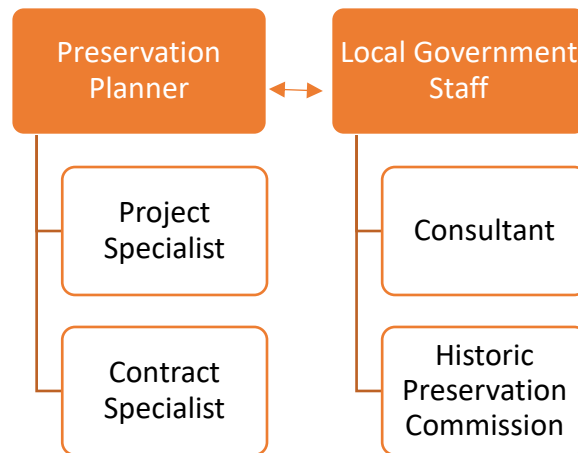 Preservation
Planner
Local Government
Staff
Project
Specialist
Consultant
Contract
Specialist
Historic
Preservation
Commission